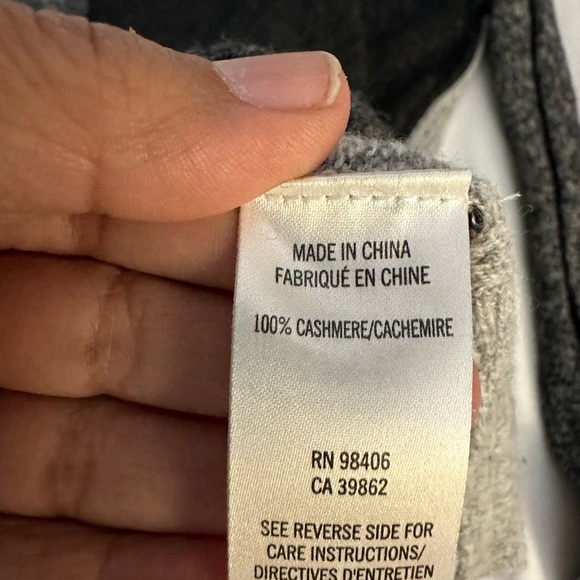 MADE IN CHINA
FABRIQUÉ EN CHINE
100% CASHMERE/CACHEMIRE
RN 98406
CA 39862
SEE REVERSE SIDE FOR
CARE INSTRUCTIONS/
DIRECTIVES D'ENTRETIEN